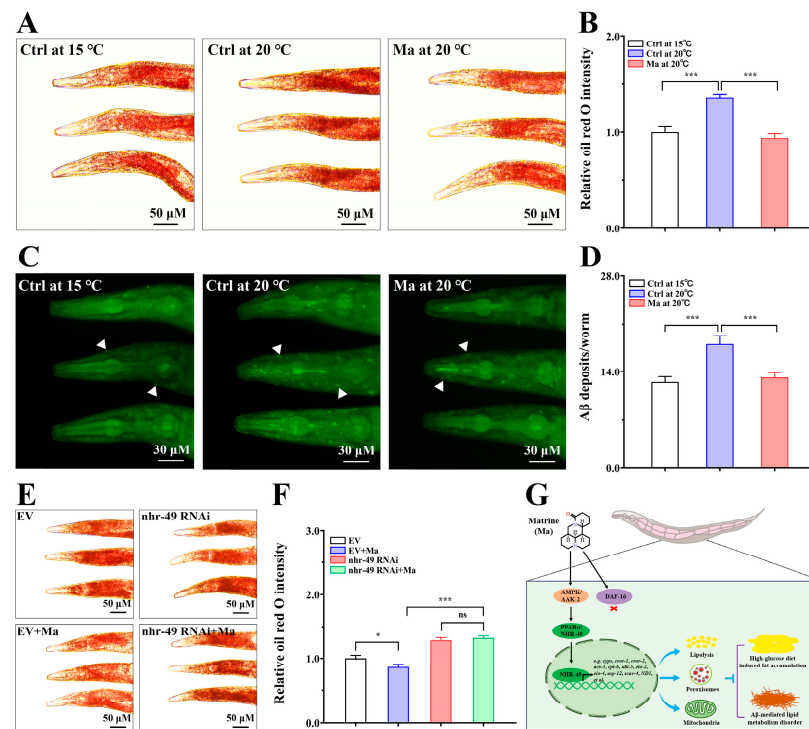 A
Ctrl at 15 ℃
Ctrl at 20 ℃
Ma at 20 ℃
50 μM
50 μM
50 μM
B
Relative oil red O intensity
2.0
1.0
0.0
Ctrl at 15℃
Ctrl at 20℃
Ma at 20℃
***
***
C
Ctrl at 15 ℃
Ctrl at 20 ℃
Ma at 20 ℃
30 μM
30 μM
30 μM
D
Aβ deposits/worm
28.0
14.0
0.0
Ctrl at 15℃
Ctrl at 20℃
Ma at 20℃
***
***
E
EV
nhr-49 RNAi
50 μM
50 μM
EV+Ma
nhr-49 RNAi+Ma
50 μM
50 μM
F
Relative oil red O intensity
3.0
2.0
1.0
0.0
EV
EV+Ma
nhr-49 RNAi
nhr-49 RNAi+Ma
*
***
ns
G
Matrine
(Ma)
O
N
N
H
H
H
H
AMPK/
AAK-2
DAF-16
PPARα/
NHR-49
NHR-49
Lipolysis
Peroxisomes
Mitochondria
High-glucose diet
induced fat accumulation
Aβ-mediated lipid
metabolism disorder